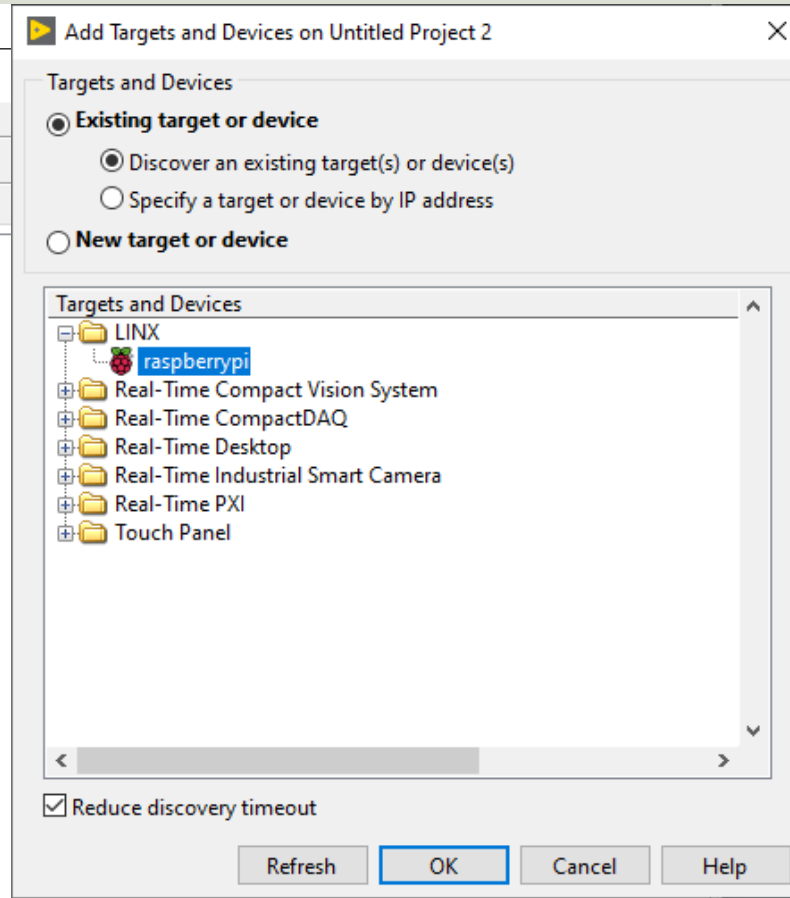 Add Targets and Devices on Untitled Project 2
Targets and Devices
Existing target or device
Discover an existing target(s) or device(s)
Specify a target or device by IP address
New target or device
Targets and Devices
LINX
raspberrypi
Real-Time Compact Vision System
Real-Time CompactDAQ
Real-Time Desktop
Real-Time Industrial Smart Camera
Real-Time PXI
Touch Panel
Reduce discovery timeout
Refresh OK Cancel Help